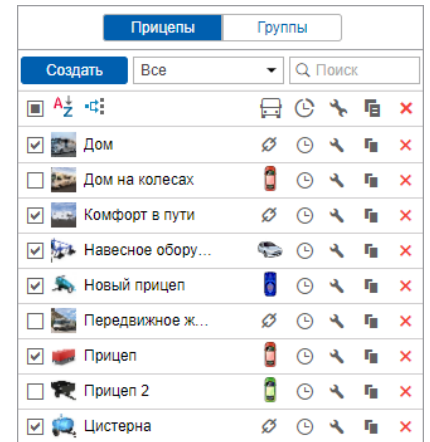 Прицепы Группы
Создать Все Поиск
A Z
Дом
Дом на колесах
Комфорт в пути
Навесное обору...
Новый прицеп
Передвижное ж...
Прицеп
Прицеп 2
Цистерна